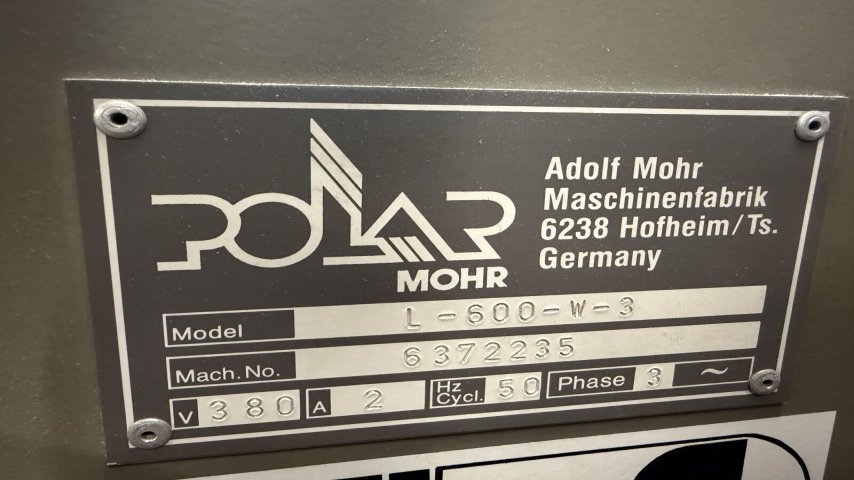 POLAR
MOHR
Adolf Mohr
Maschinenfabrik
6238 Hofheim/Ts.
Germany
Model L-600-W-3
Mach.No. 6372235
V 380 A 2 Hz Cycl. 50 Phase 3 ~